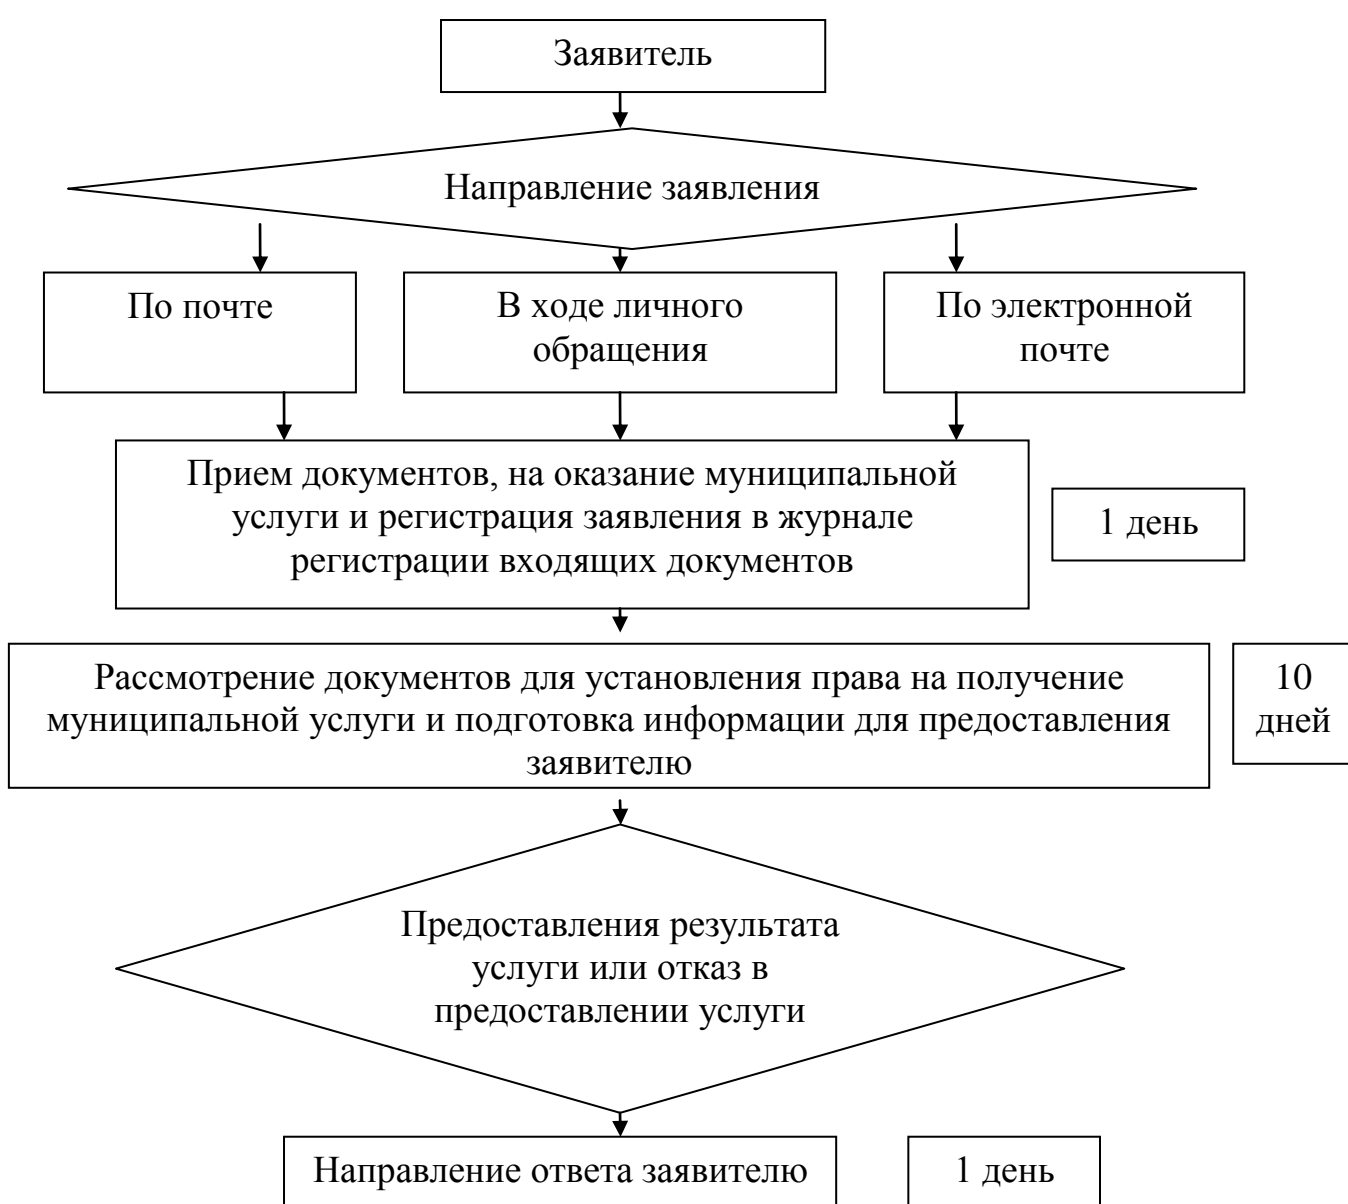 Заявитель
Направление заявления
По почте
В ходе личного
обращения
По электронной
почте
Прием документов, на оказание муниципальной
услуги и регистрация заявления в журнале
регистрации входящих документов
1 день
Рассмотрение документов для установления права на получение
муниципальной услуги и подготовка информации для предоставления
заявителю
10
дней
Предоставления результата
услуги или отказ в
предоставлении услуги
Направление ответа заявителю
1 день